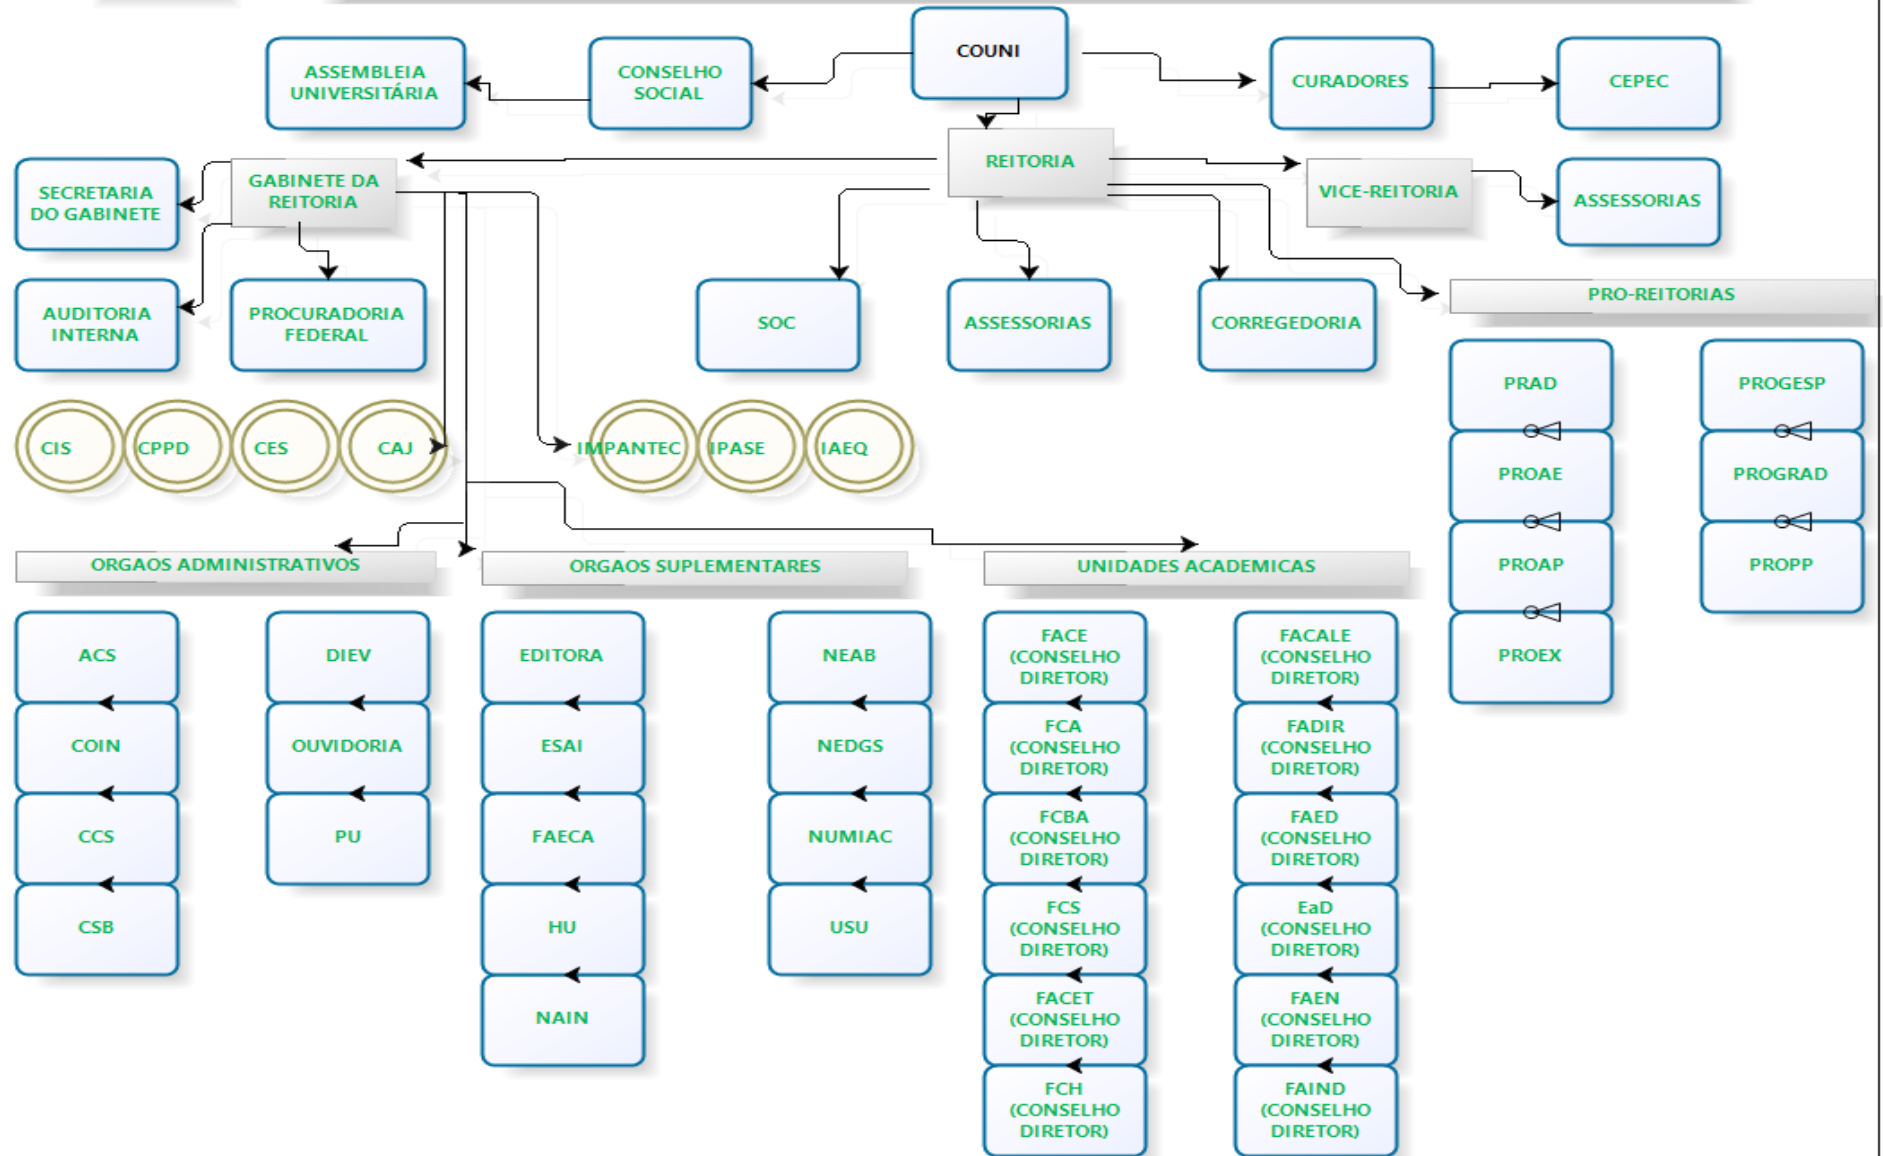 COUNI
ASSEMBLEIA
UNIVERSITÁRIA
CONSELHO
SOCIAL
CURADORES
CEPEC
REITORIA
GABINETE DA
REITORIA
SECRETARIA
DO GABINETE
VICE-REITORIA
ASSESSORIAS
AUDITORIA
INTERNA
PROCURADORIA
FEDERAL
SOC
ASSESSORIAS
CORREGEDORIA
PRO-REITORIAS
PRAD
PROGESP
CIS
CPPD
CES
CAJ
IMPANTEC
IPASE
IAEQ
PROAE
PROGRAD
PROAP
PROPP
PROEX
ORGAOS ADMINISTRATIVOS
ORGAOS SUPLEMENTARES
UNIDADES ACADEMICAS
ACS
COIN
CCS
CSB
DIEV
OUVIDORIA
PU
EDITORA
ESAI
FAECA
HU
NAIN
NEAB
NEDGS
NUMIAC
USU
FACE
(CONSELHO
DIRETOR)
FCA
(CONSELHO
DIRETOR)
FCBA
(CONSELHO
DIRETOR)
FCS
(CONSELHO
DIRETOR)
FACET
(CONSELHO
DIRETOR)
FCH
(CONSELHO
DIRETOR)
FACALE
(CONSELHO
DIRETOR)
FADIR
(CONSELHO
DIRETOR)
FAED
(CONSELHO
DIRETOR)
EaD
(CONSELHO
DIRETOR)
FAEN
(CONSELHO
DIRETOR)
FAIND
(CONSELHO
DIRETOR)